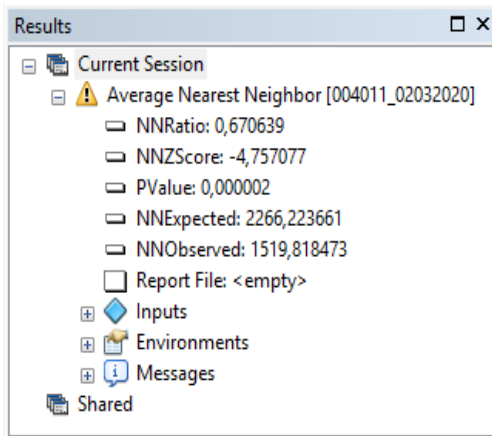 Results
Current Session
Average Nearest Neighbor [004011_02032020]
NNRatio: 0,670639
NNZScore: -4,757077
PValue: 0,000002
NNExpected: 2266,223661
NNObserved: 1519,818473
Report File: <empty>
Inputs
Environments
Messages
Shared